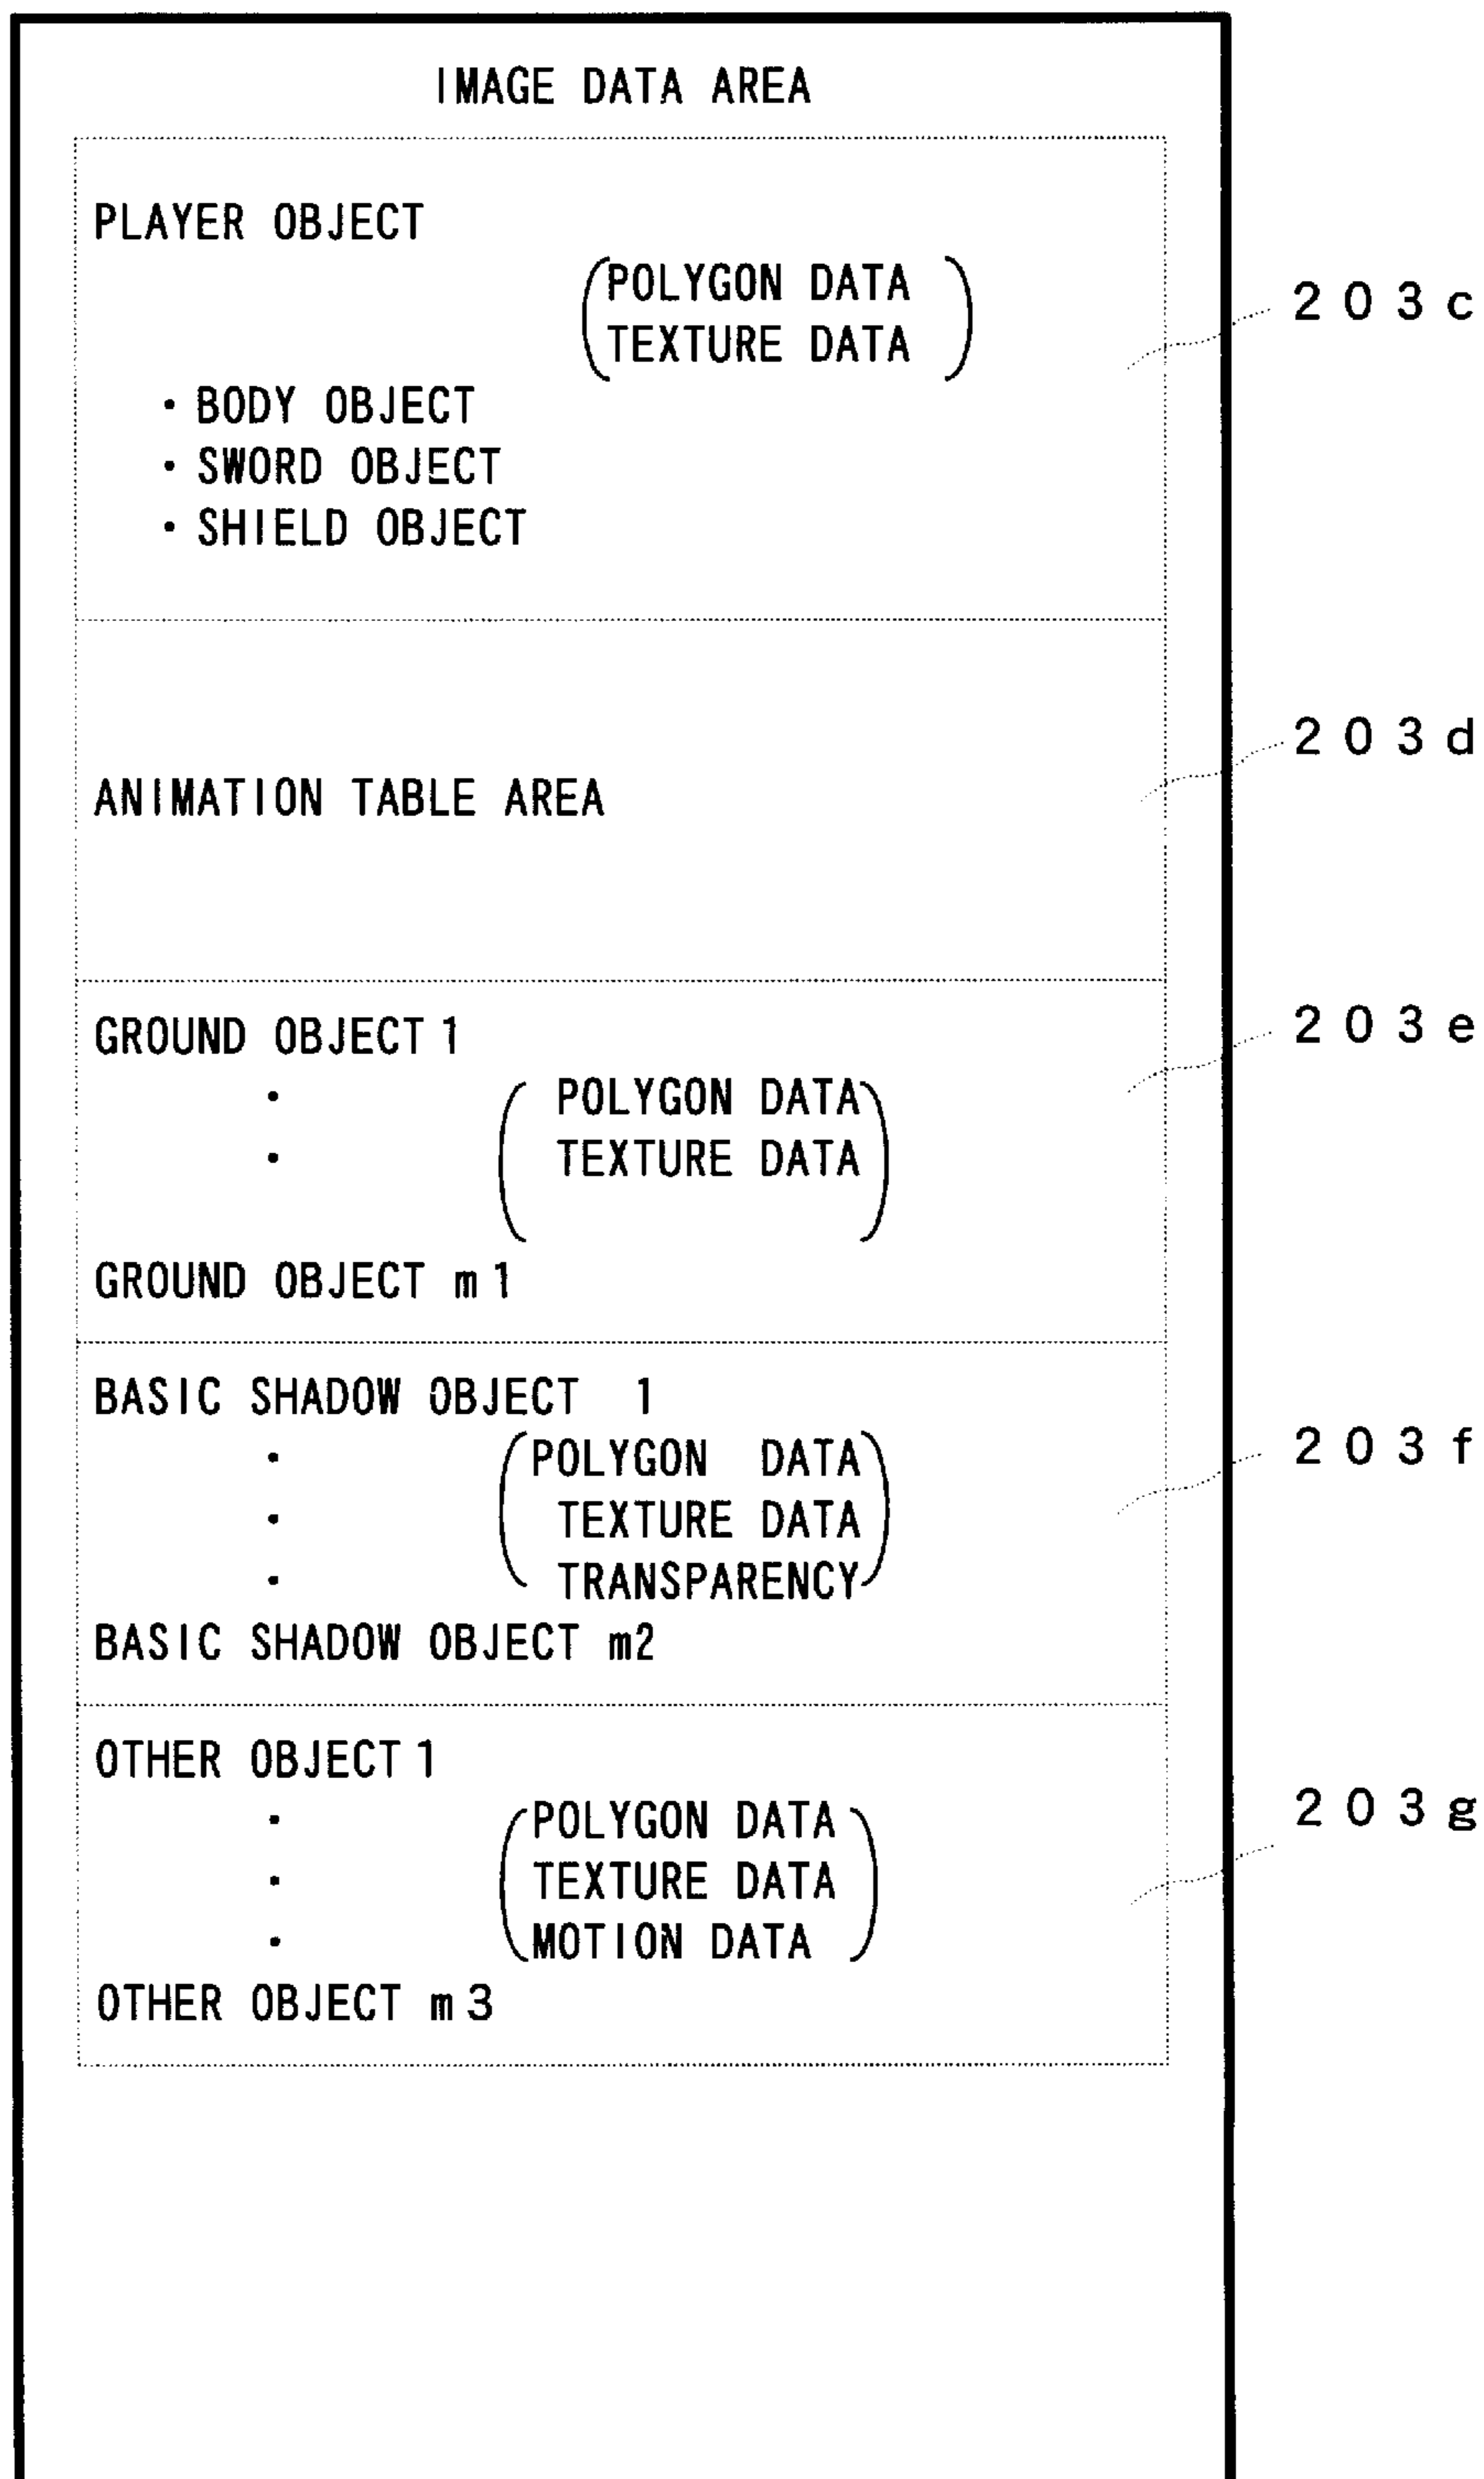 IMAGE DATA AREA
PLAYER OBJECT
(POLYGON DATA
TEXTURE DATA)
203c
・BODY OBJECT
・SWORD OBJECT
・SHIELD OBJECT
203d
ANIMATION TABLE AREA
203e
GROUND OBJECT 1
・ (POLYGON DATA
・ TEXTURE DATA)
GROUND OBJECT m1
BASIC SHADOW OBJECT 1
203f
・ (POLYGON DATA
・ TEXTURE DATA
・ TRANSPARENCY)
BASIC SHADOW OBJECT m2
OTHER OBJECT 1
203g
・ (POLYGON DATA
・ TEXTURE DATA
・ MOTION DATA)
OTHER OBJECT m3